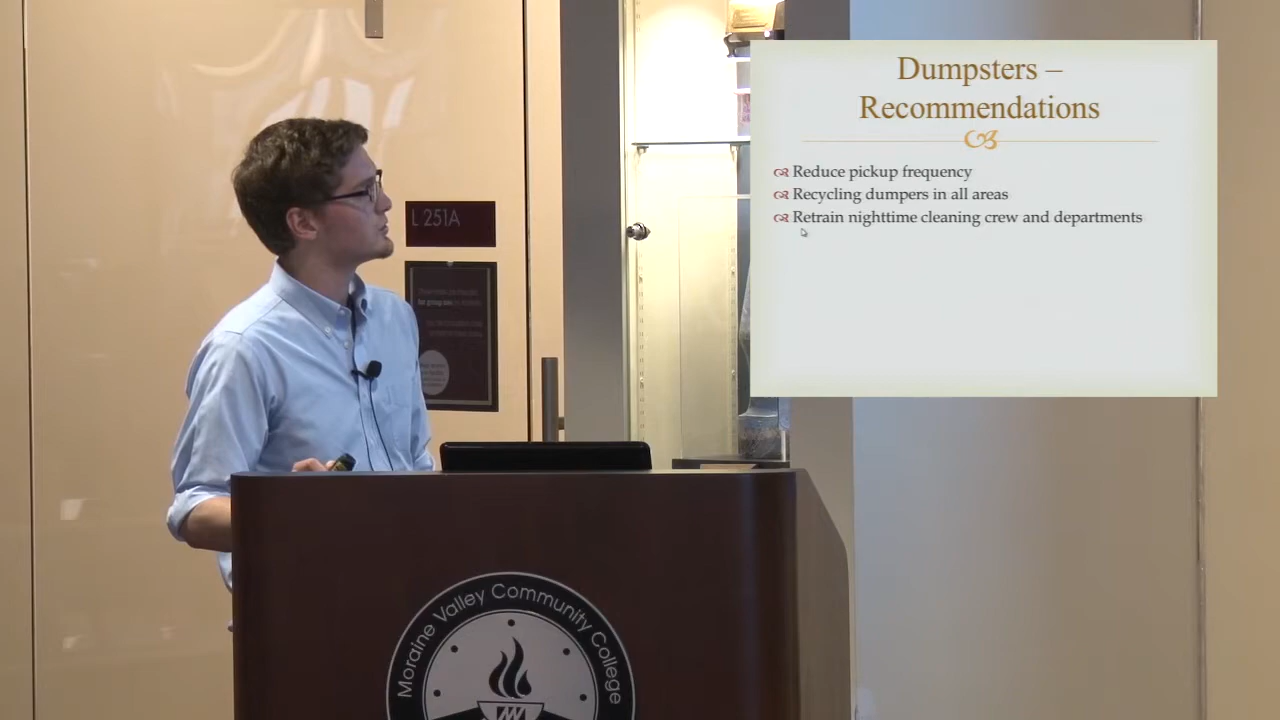 Dumpsters –
Recommendations
Reduce pickup frequency
Recycling dumpers in all areas
Retrain nighttime cleaning crew and departments
L 251A
Moraine Valley Community College